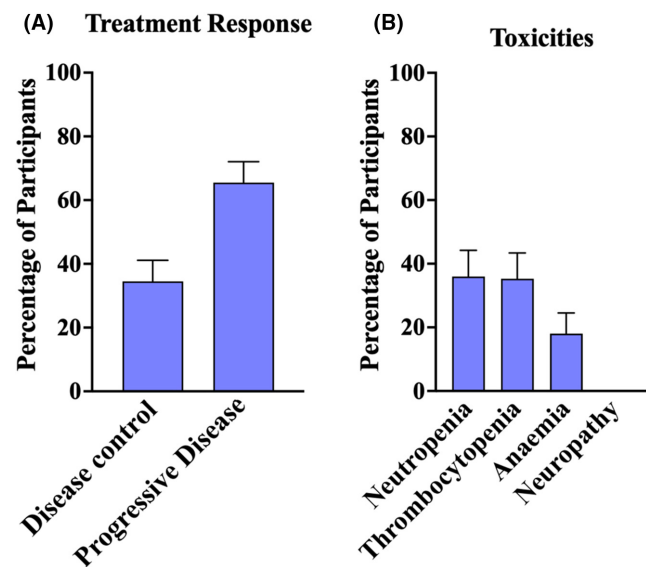 (A) Treatment Response
Percentage of Participants
100
80
60
40
20
0
Disease control
Progressive Disease
(B)
Toxicities
Percentage of Participants
100
80
60
40
20
0
Neutropenia
Thrombocytopenia
Anaemia
Neuropathy